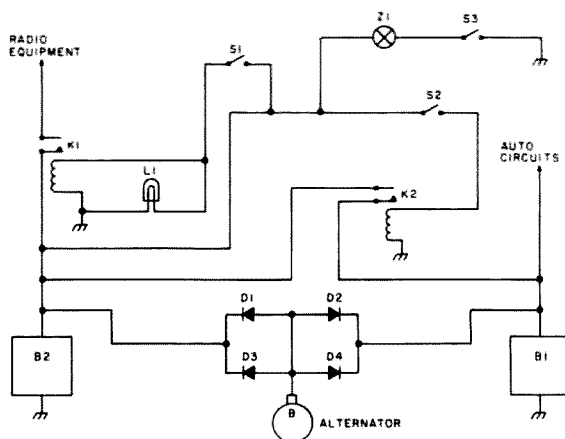 RADIO
EQUIPMENT
S1
Z1
S3
S2
K1
L1
AUTO
CIRCUITS
K2
D1
D2
B2
D3
D4
B1
B
ALTERNATOR